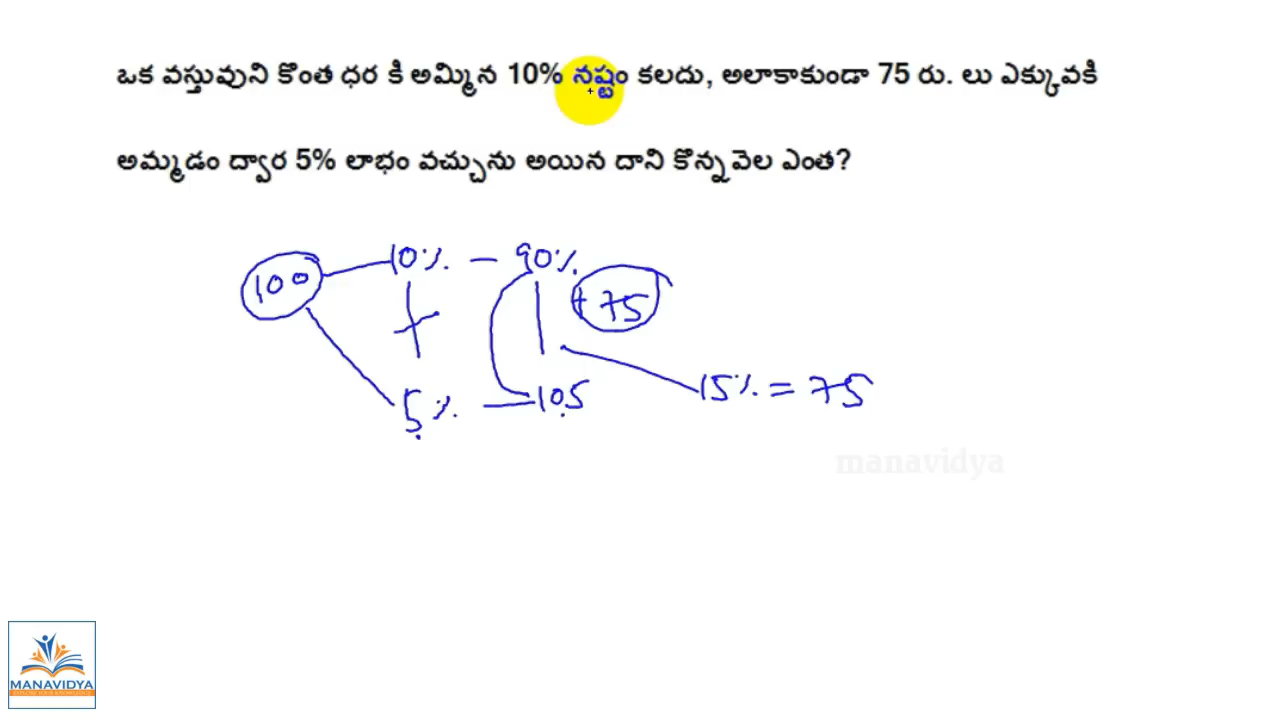 ఒక వస్తువుని కొంత ధర కి అమ్మిన 10% నష్టం కలదు, అలాకాకుండా 75 రు. లు ఎక్కువకి
అమ్మడం ద్వార 5% లాభం వచ్చును అయిన దాని కొన్నవెల ఎంత?
100 10% - 90%
+ + 75
5% - 105 15% = 75
manavidya
MANAVIDYA